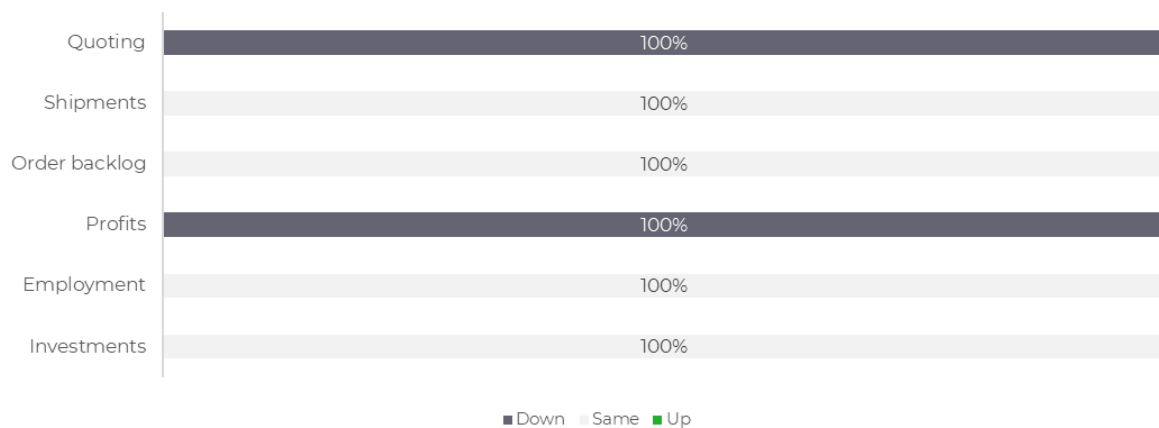 Quoting 100%
Shipments 100%
Order backlog 100%
Profits 100%
Employment 100%
Investments 100%
Down Same Up